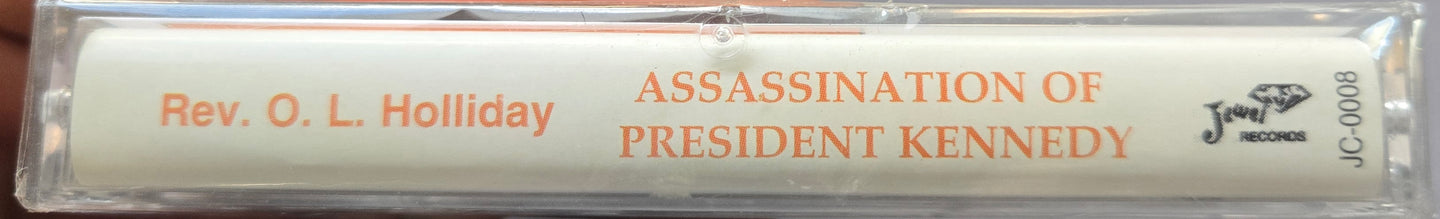 Rev. O. L. Holliday
ASSASSINATION OF
PRESIDENT KENNEDY
Jewel
RECORDS
JC-0008